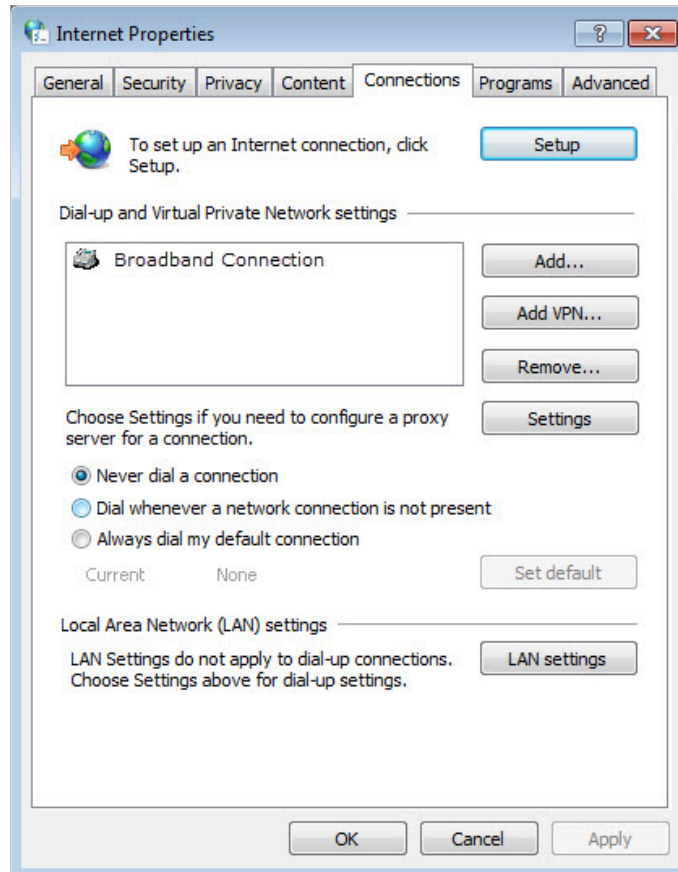 Internet Properties
?
General Security Privacy Content Connections Programs Advanced
To set up an Internet connection, click
Setup.
Setup
Dial-up and Virtual Private Network settings
Broadband Connection
Add...
Add VPN...
Remove...
Choose Settings if you need to configure a proxy
server for a connection.
Settings
Never dial a connection
Dial whenever a network connection is not present
Always dial my default connection
Current None
Set default
Local Area Network (LAN) settings
LAN Settings do not apply to dial-up connections.
Choose Settings above for dial-up settings.
LAN settings
OK Cancel Apply